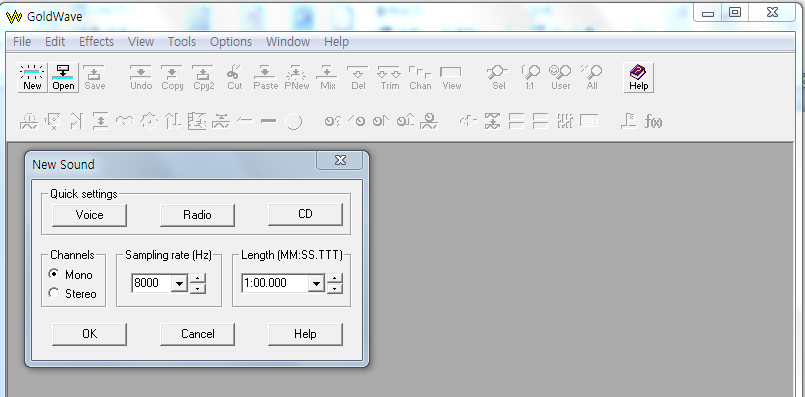 GoldWave
File Edit Effects View Tools Options Window Help
New Open Save Undo Copy Cpy2 Cut Paste PNew Mix Del Trim Chan View Sel 1:1 User All Help
f(x)
New Sound
Quick settings
Voice Radio CD
Channels Sampling rate (Hz) Length (MM:SS.TTT)
Mono
8000 1:00.000
Stereo
OK Cancel Help